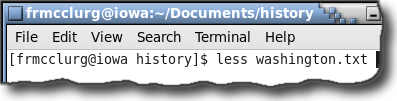 frmcclurg@iowa:~/Documents/history
File Edit View Search Terminal Help
[frmcclurg@iowa history]$ less washington.txt